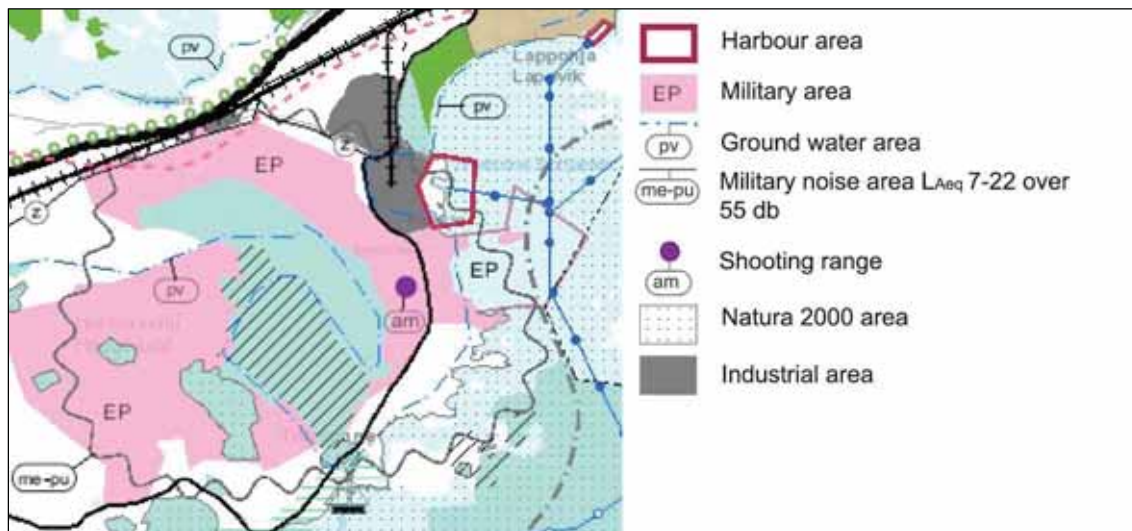 pv
Lappohja
Lappvik
pv
z
EP
z
EP
pv
am
EP
me-pu
z
Harbour area
EP Military area
pv Ground water area
me-pu Military noise area LAeq 7-22 over
55 db
am Shooting range
Natura 2000 area
Industrial area